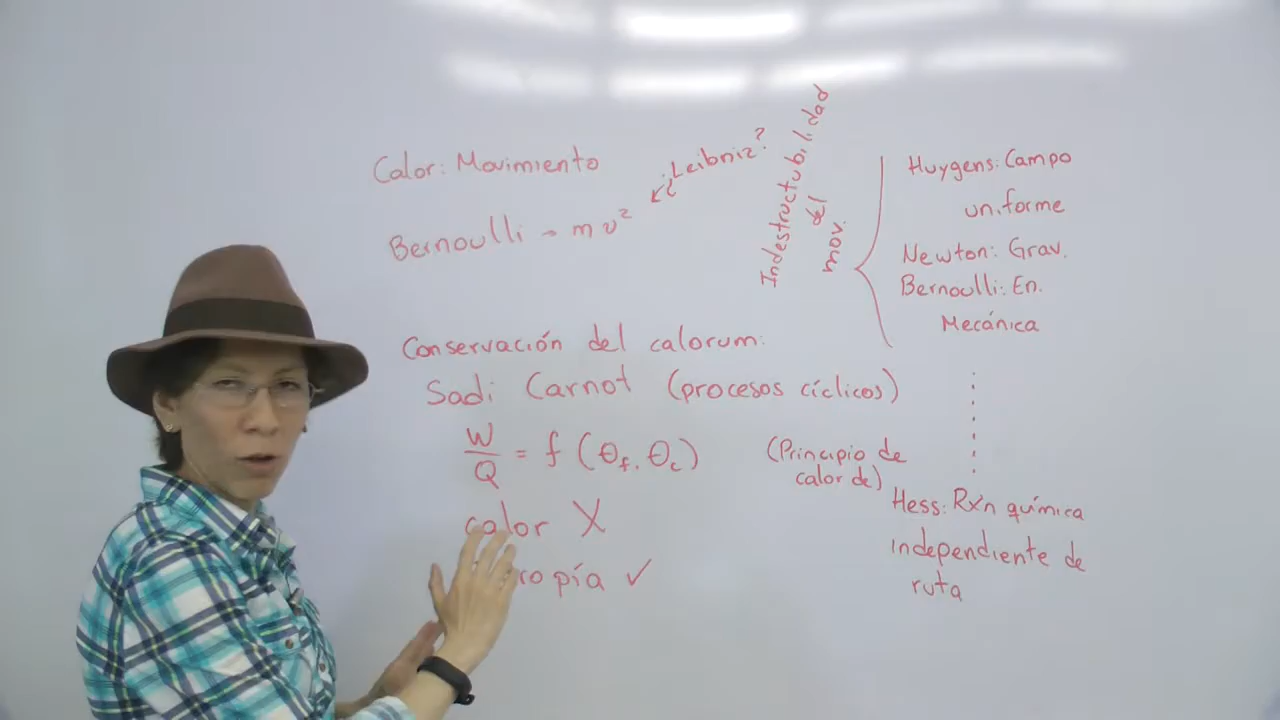 Calor: Movimiento
Bernoulli - mv²
¿Leibniz?
Indestructubilidad
del
mov.
Huygens: Campo
uniforme
Newton: Grav.
Bernoulli: En.
Mecánica
Conservación del calorum:
Sadi Carnot (procesos cíclicos)
W/Q = f (θf, θc)
calor X
ropía ✓
(Principio de
calor de)
Hess: Rxn química
independiente de
ruta